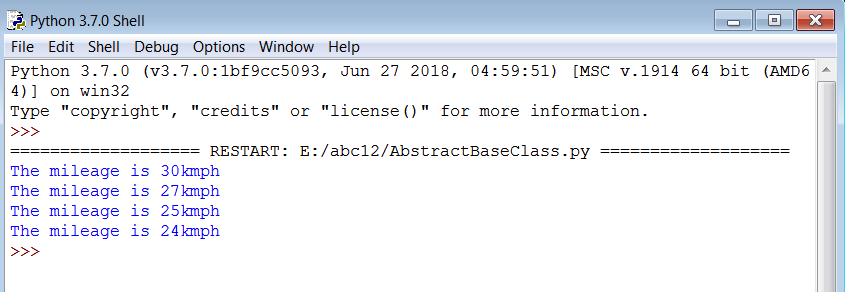 Python 3.7.0 Shell
File Edit Shell Debug Options Window Help
Python 3.7.0 (v3.7.0:1bf9cc5093, Jun 27 2018, 04:59:51) [MSC v.1914 64 bit (AMD6
4)] on win32
Type "copyright", "credits" or "license()" for more information.
>>>
=================== RESTART: E:/abc12/AbstractBaseClass.py ===================
The mileage is 30kmph
The mileage is 27kmph
The mileage is 25kmph
The mileage is 24kmph
>>>